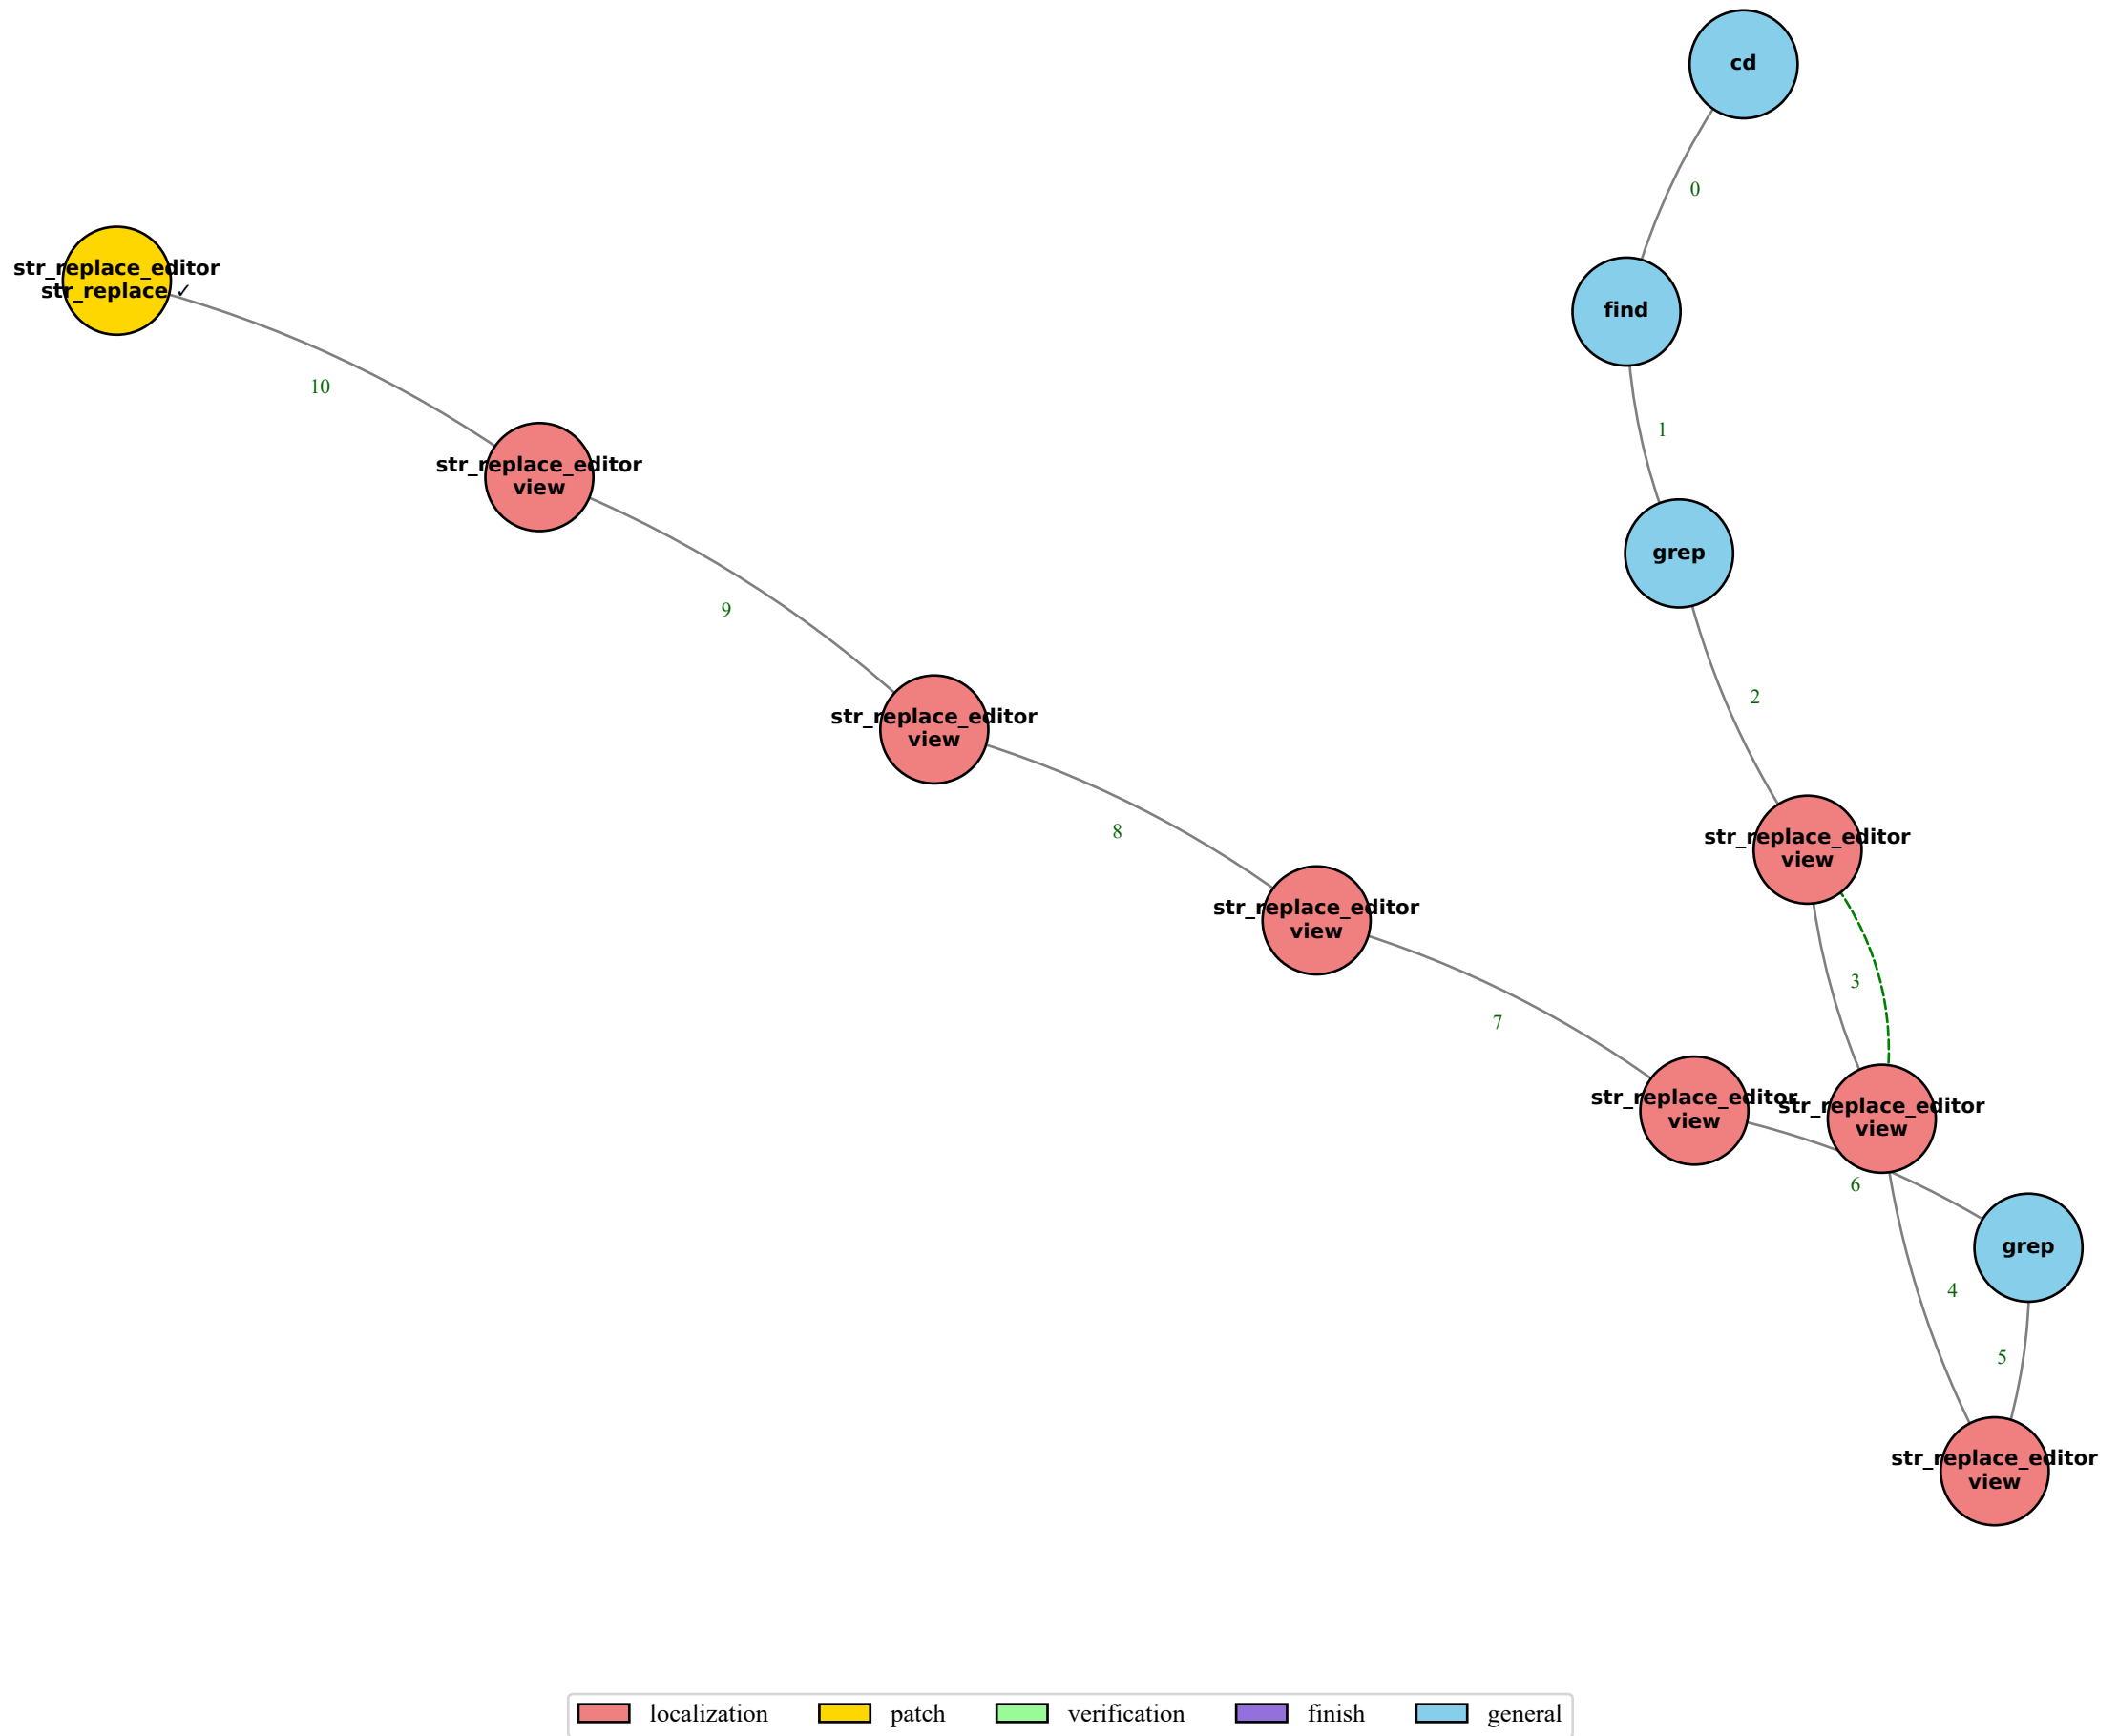 cd
0
str_replace_editor
str_replace ✓
find
10
1
str_replace_editor
view
grep
9
2
str_replace_editor
view
8
str_replace_editor
view
str_replace_editor
view
3
7
str_replace_editor
view
str_replace_editor
view
6
grep
4
5
str_replace_editor
view
localization
patch
verification
finish
general